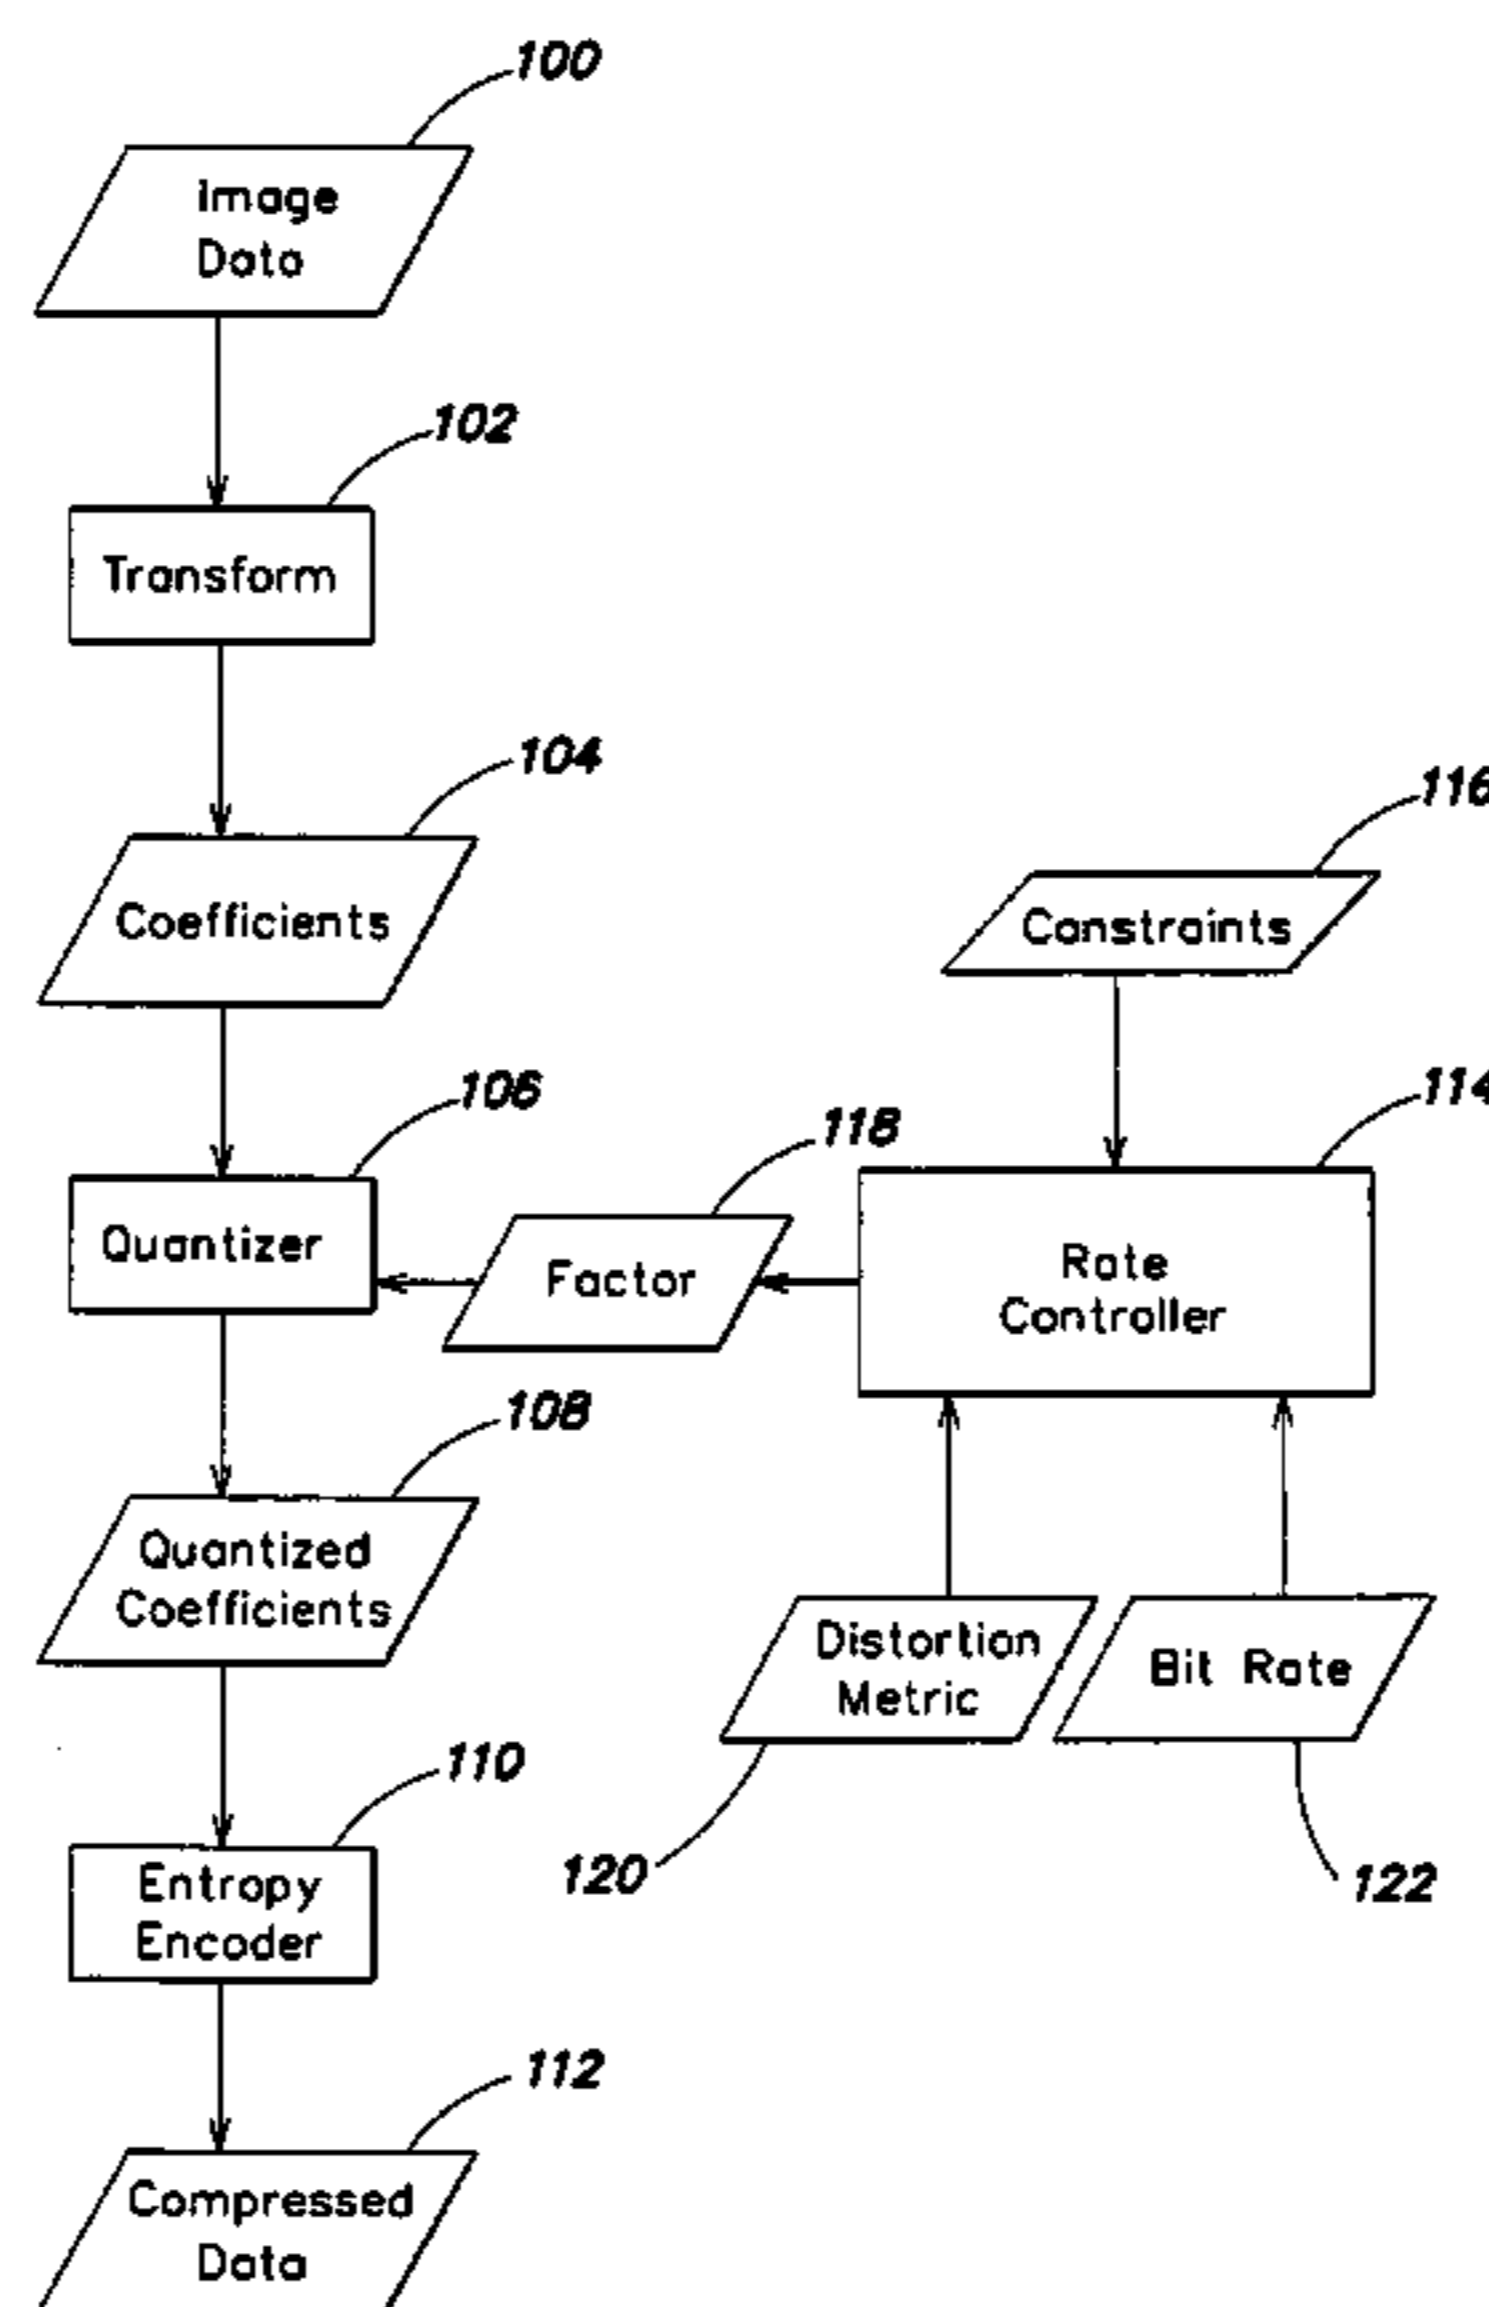 100
Image
Data
102
Transform
104
Coefficients
116
Constraints
106
Quantizer
118
Factor
114
Rate
Controller
108
Quantized
Coefficients
Distortion
Metric
Bit Rate
110
Entropy
Encoder
120
122
112
Compressed
Data